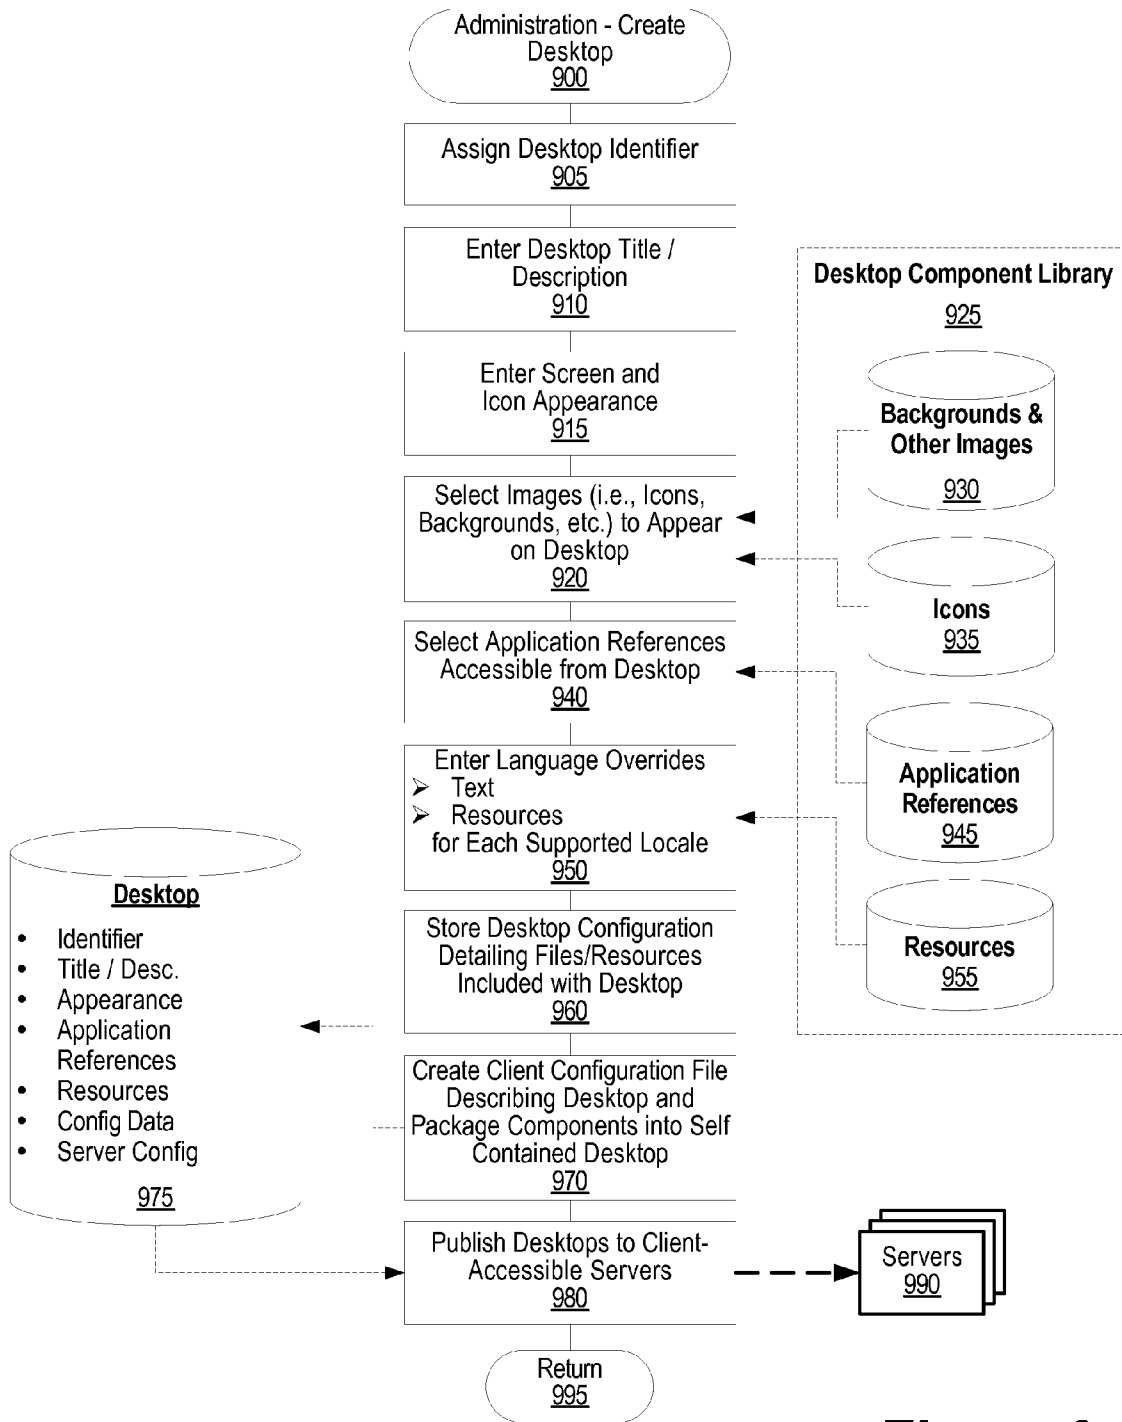 Administration - Create
Desktop
900
Assign Desktop Identifier
905
Enter Desktop Title /
Description
910
Enter Screen and
Icon Appearance
915
Select Images (i.e., Icons,
Backgrounds, etc.) to Appear
on Desktop
920
Select Application References
Accessible from Desktop
940
Enter Language Overrides
➢ Text
➢ Resources
for Each Supported Locale
950
Store Desktop Configuration
Detailing Files/Resources
Included with Desktop
960
Create Client Configuration File
Describing Desktop and
Package Components into Self
Contained Desktop
970
Publish Desktops to Client-
Accessible Servers
980
Return
995
Desktop Component Library
925
Backgrounds &
Other Images
930
Icons
935
Application
References
945
Resources
955
Desktop
• Identifier
• Title / Desc.
• Appearance
• Application
References
• Resources
• Config Data
• Server Config
975
Servers
990